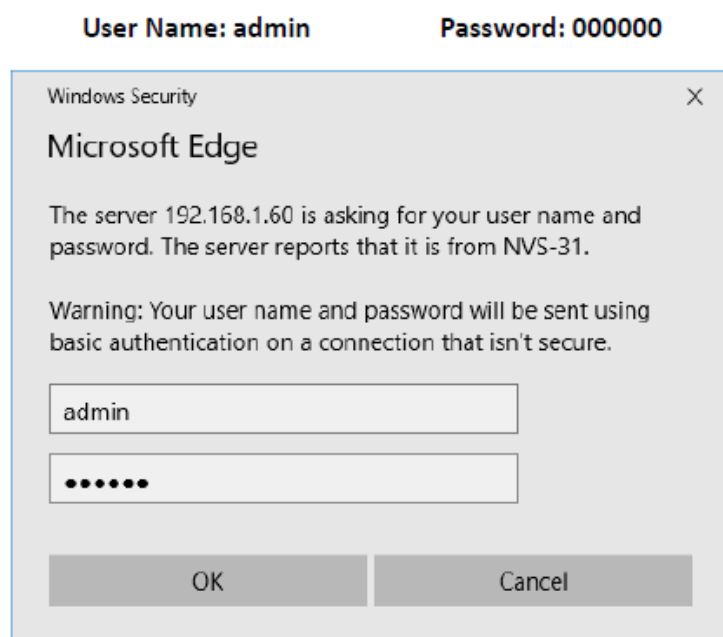 User Name: admin Password: 000000
Windows Security
Microsoft Edge
The server 192.168.1.60 is asking for your user name and
password. The server reports that it is from NVS-31.
Warning: Your user name and password will be sent using
basic authentication on a connection that isn't secure.
admin
••••••
OK Cancel